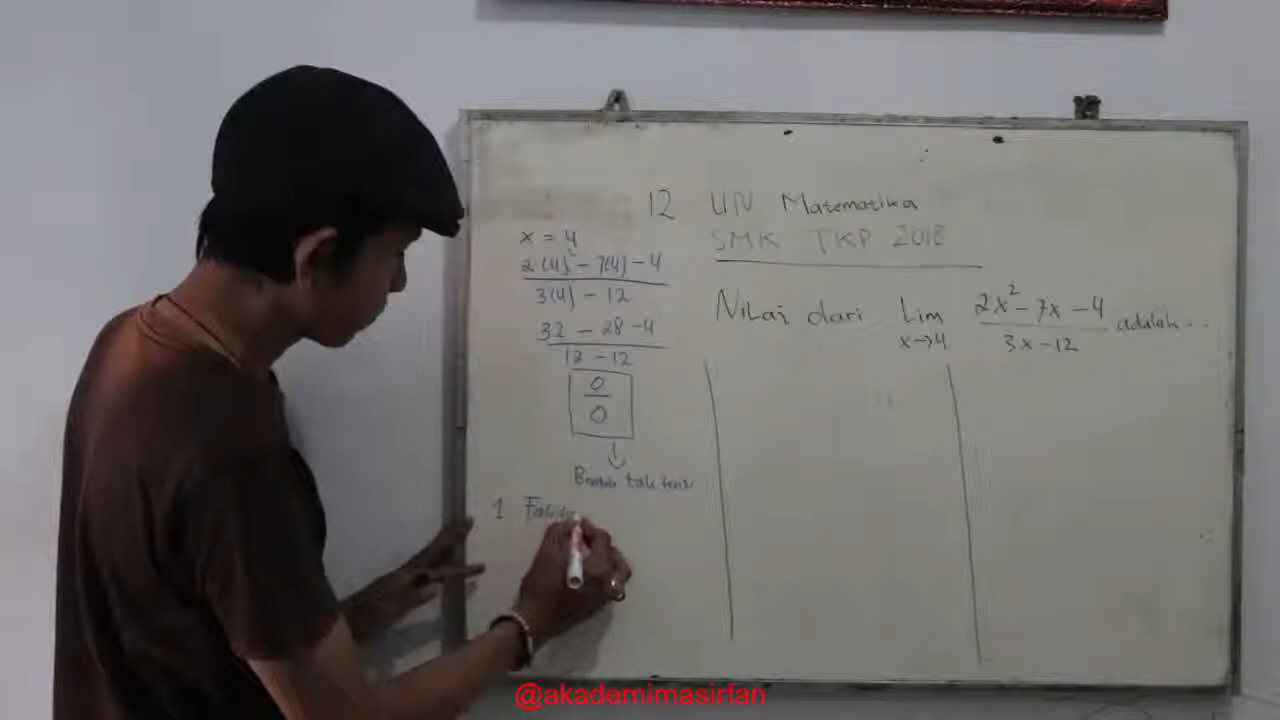 12 UN Matematika
SMK TKP 2018
Nilai dari Lim x→4 2x² - 7x - 4 / 3x - 12 adalah ...
x = 4
2(4)² - 7(4) - 4
3(4) - 12
32 - 28 - 4
12 - 12
0
0
Bentuk tak tentu
1
@akademimasirfan